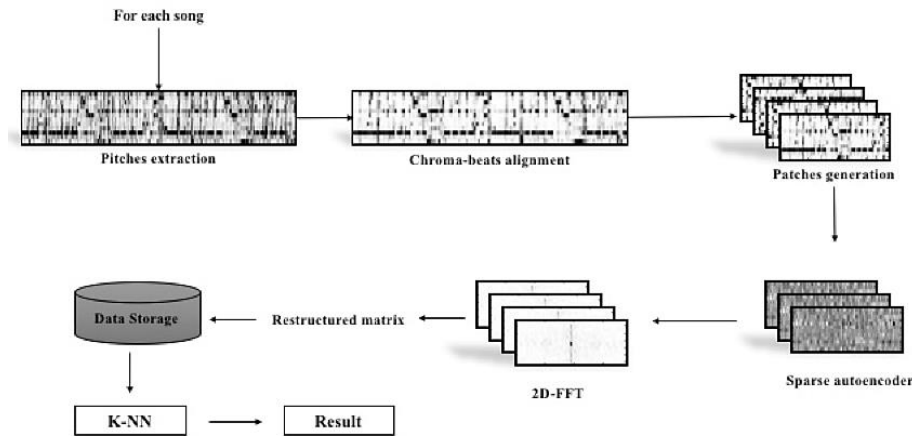 For each song
Pitches extraction
Chroma-beats alignment
Patches generation
Sparse autoencoder
2D-FFT
Restructured matrix
Data Storage
K-NN
Result